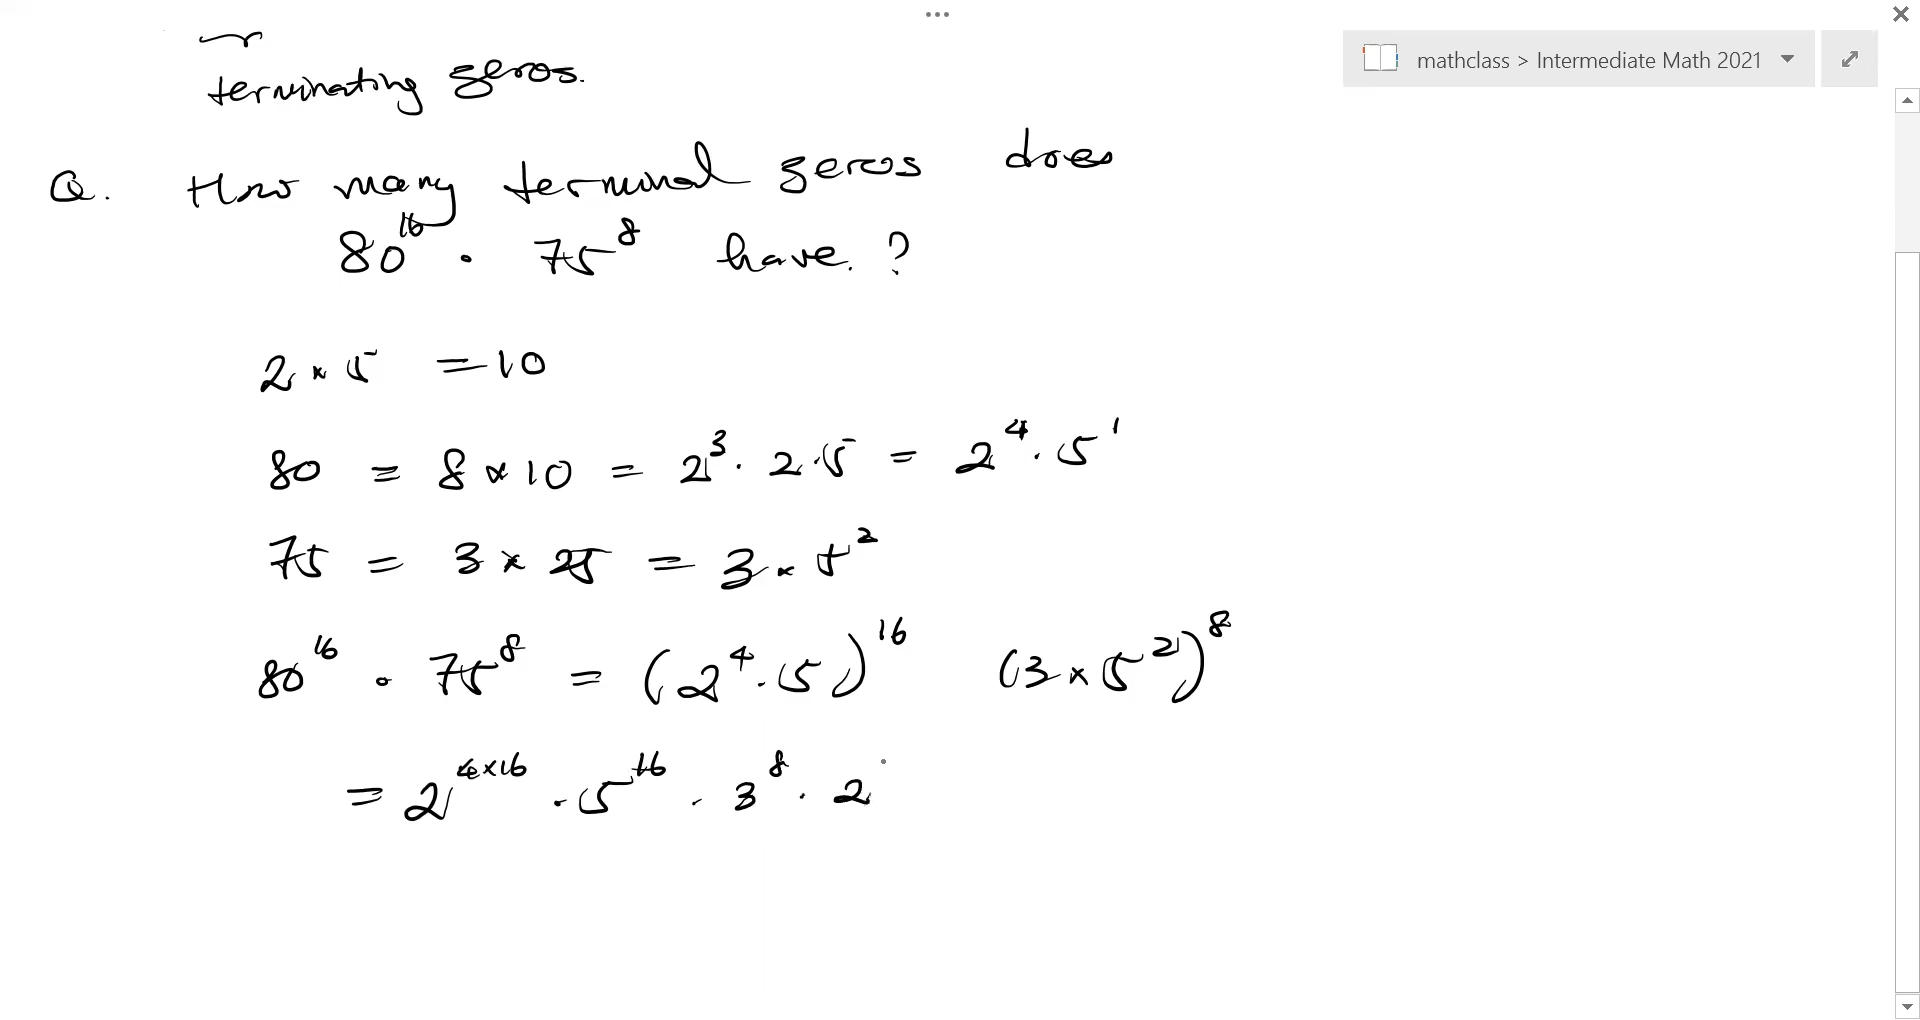 mathclass > Intermediate Math 2021
terminating zeros.
Q. How many terminal zeros does
80^16 · 75^8 have. ?
2 × 5 = 10
80 = 8 × 10 = 2^3 · 2 · 5 = 2^4 · 5^1
75 = 3 × 25 = 3 × 5^2
80^16 · 75^8 = (2^4 · 5)^16 (3 × 5^2)^8
= 2^4×16 · 5^16 · 3^8 · 2